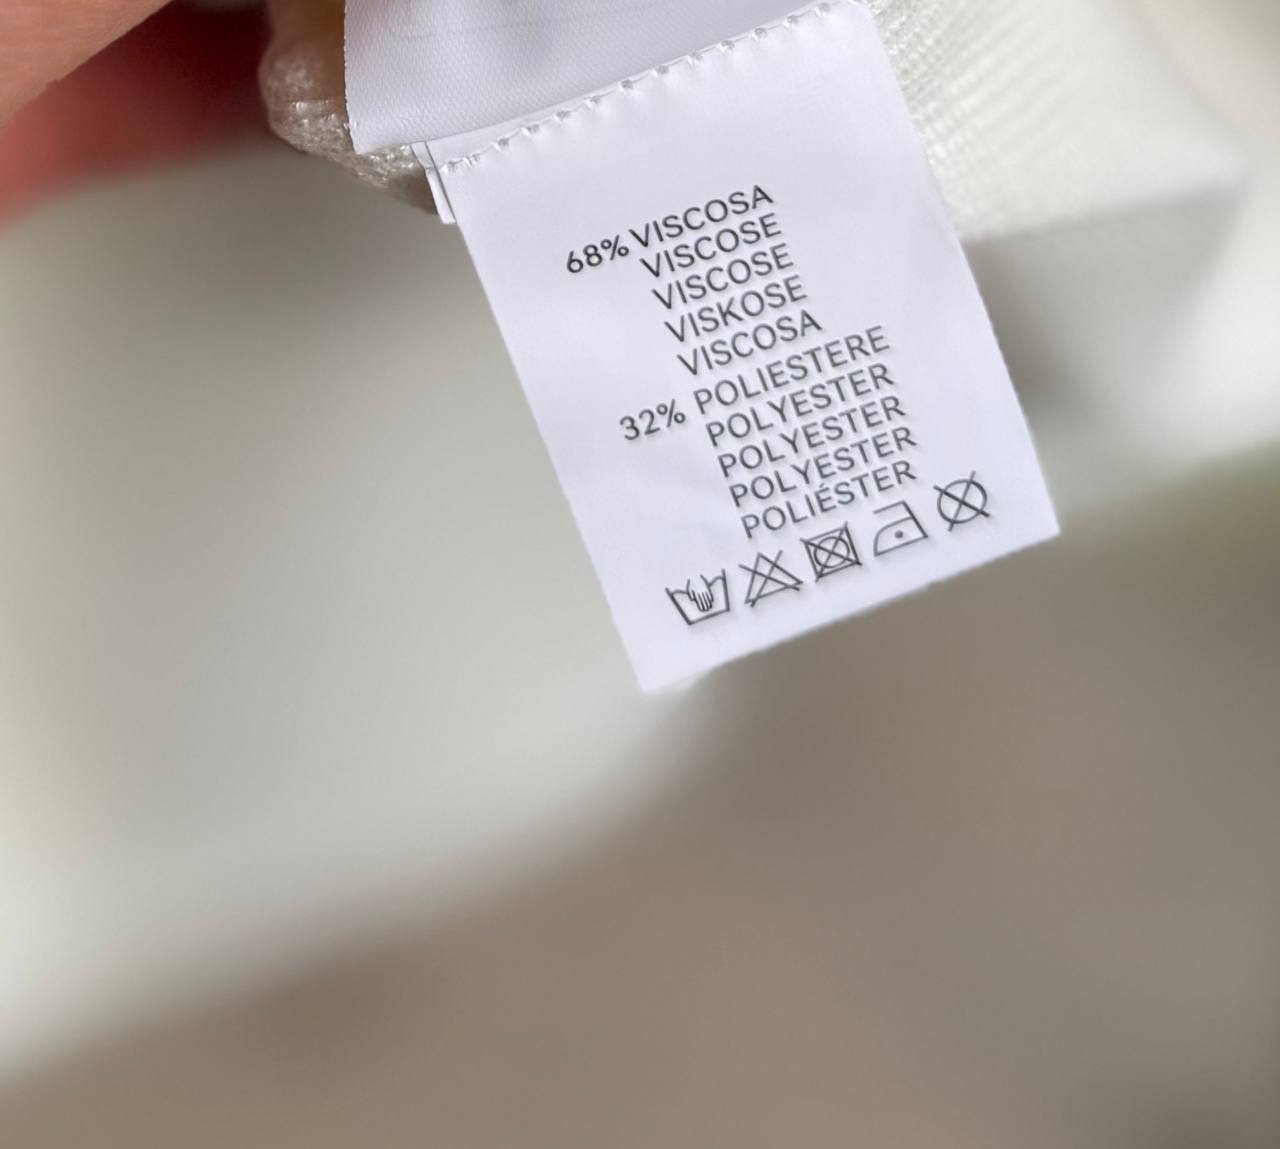 68% VISCOSA
VISCOSE
VISCOSE
VISKOSE
VISCOSA
32% POLIESTERE
POLYESTER
POLYESTER
POLYESTER
POLIÉSTER